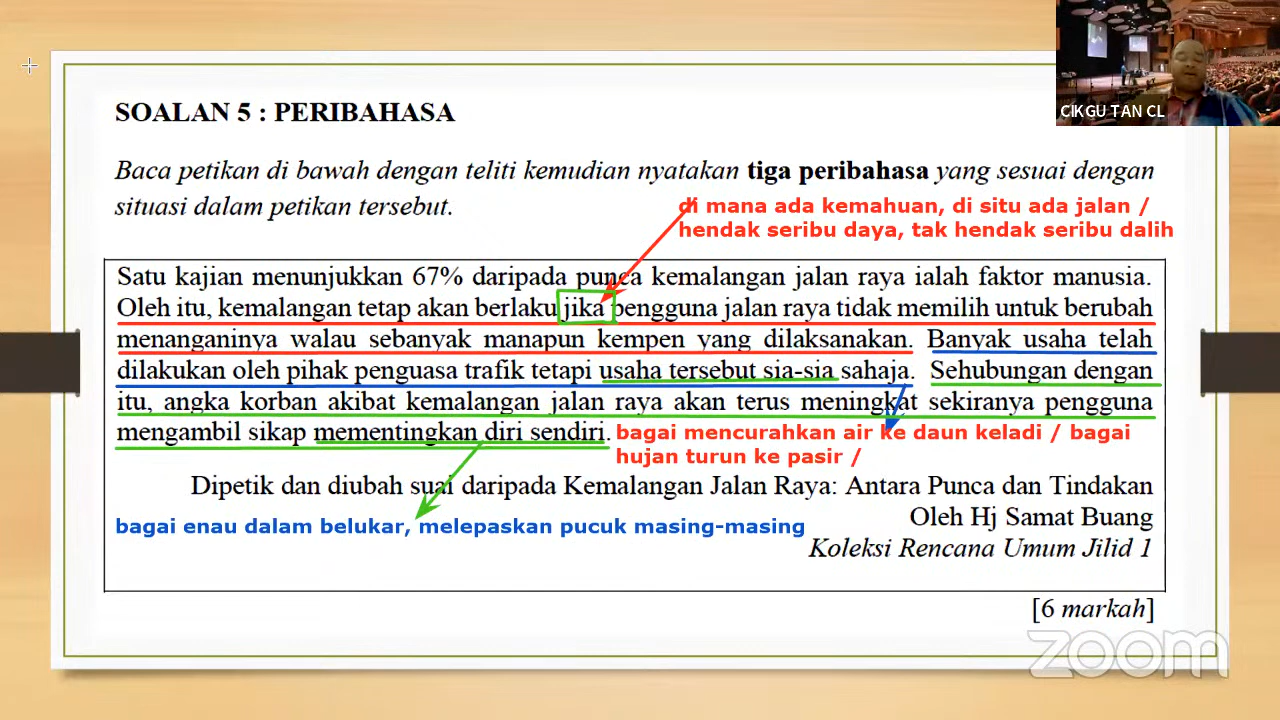 CIKGU TAN CL
SOALAN 5 : PERIBAHASA
Baca petikan di bawah dengan teliti kemudian nyatakan tiga peribahasa yang sesuai dengan
situasi dalam petikan tersebut.
di mana ada kemahuan, di situ ada jalan /
hendak seribu daya, tak hendak seribu dalih
Satu kajian menunjukkan 67% daripada punca kemalangan jalan raya ialah faktor manusia.
Oleh itu, kemalangan tetap akan berlaku jika pengguna jalan raya tidak memilih untuk berubah
menanganinya walau sebanyak manapun kempen yang dilaksanakan. Banyak usaha telah
dilakukan oleh pihak penguasa trafik tetapi usaha tersebut sia-sia sahaja. Sehubungan dengan
itu, angka korban akibat kemalangan jalan raya akan terus meningkat sekiranya pengguna
mengambil sikap mementingkan diri sendiri.
bagai mencurahkan air ke daun keladi / bagai
hujan turun ke pasir /
Dipetik dan diubah suai daripada Kemalangan Jalan Raya: Antara Punca dan Tindakan
bagai enau dalam belukar, melepaskan pucuk masing-masing
Oleh Hj Samat Buang
Koleksi Rencana Umum Jilid 1
[6 markah]
zoom